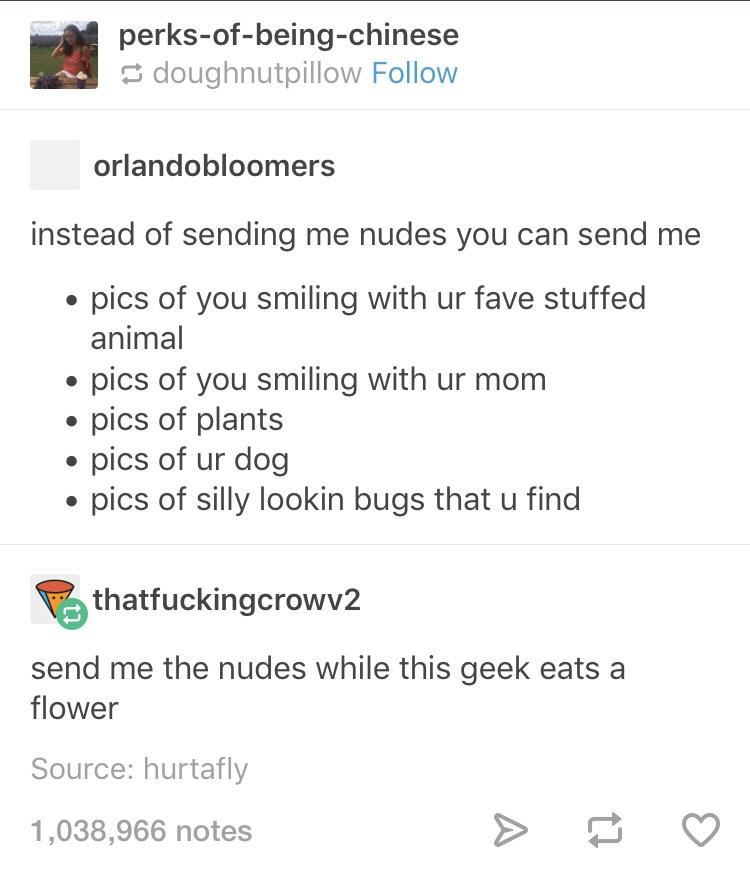 perks-of-being-chinese
doughnutpillow Follow
orlandobloomers
instead of sending me nudes you can send me
• pics of you smiling with ur fave stuffed
animal
• pics of you smiling with ur mom
• pics of plants
• pics of ur dog
• pics of silly lookin bugs that u find
thatfuckingcrowv2
send me the nudes while this geek eats a
flower
Source: hurtafly
1,038,966 notes